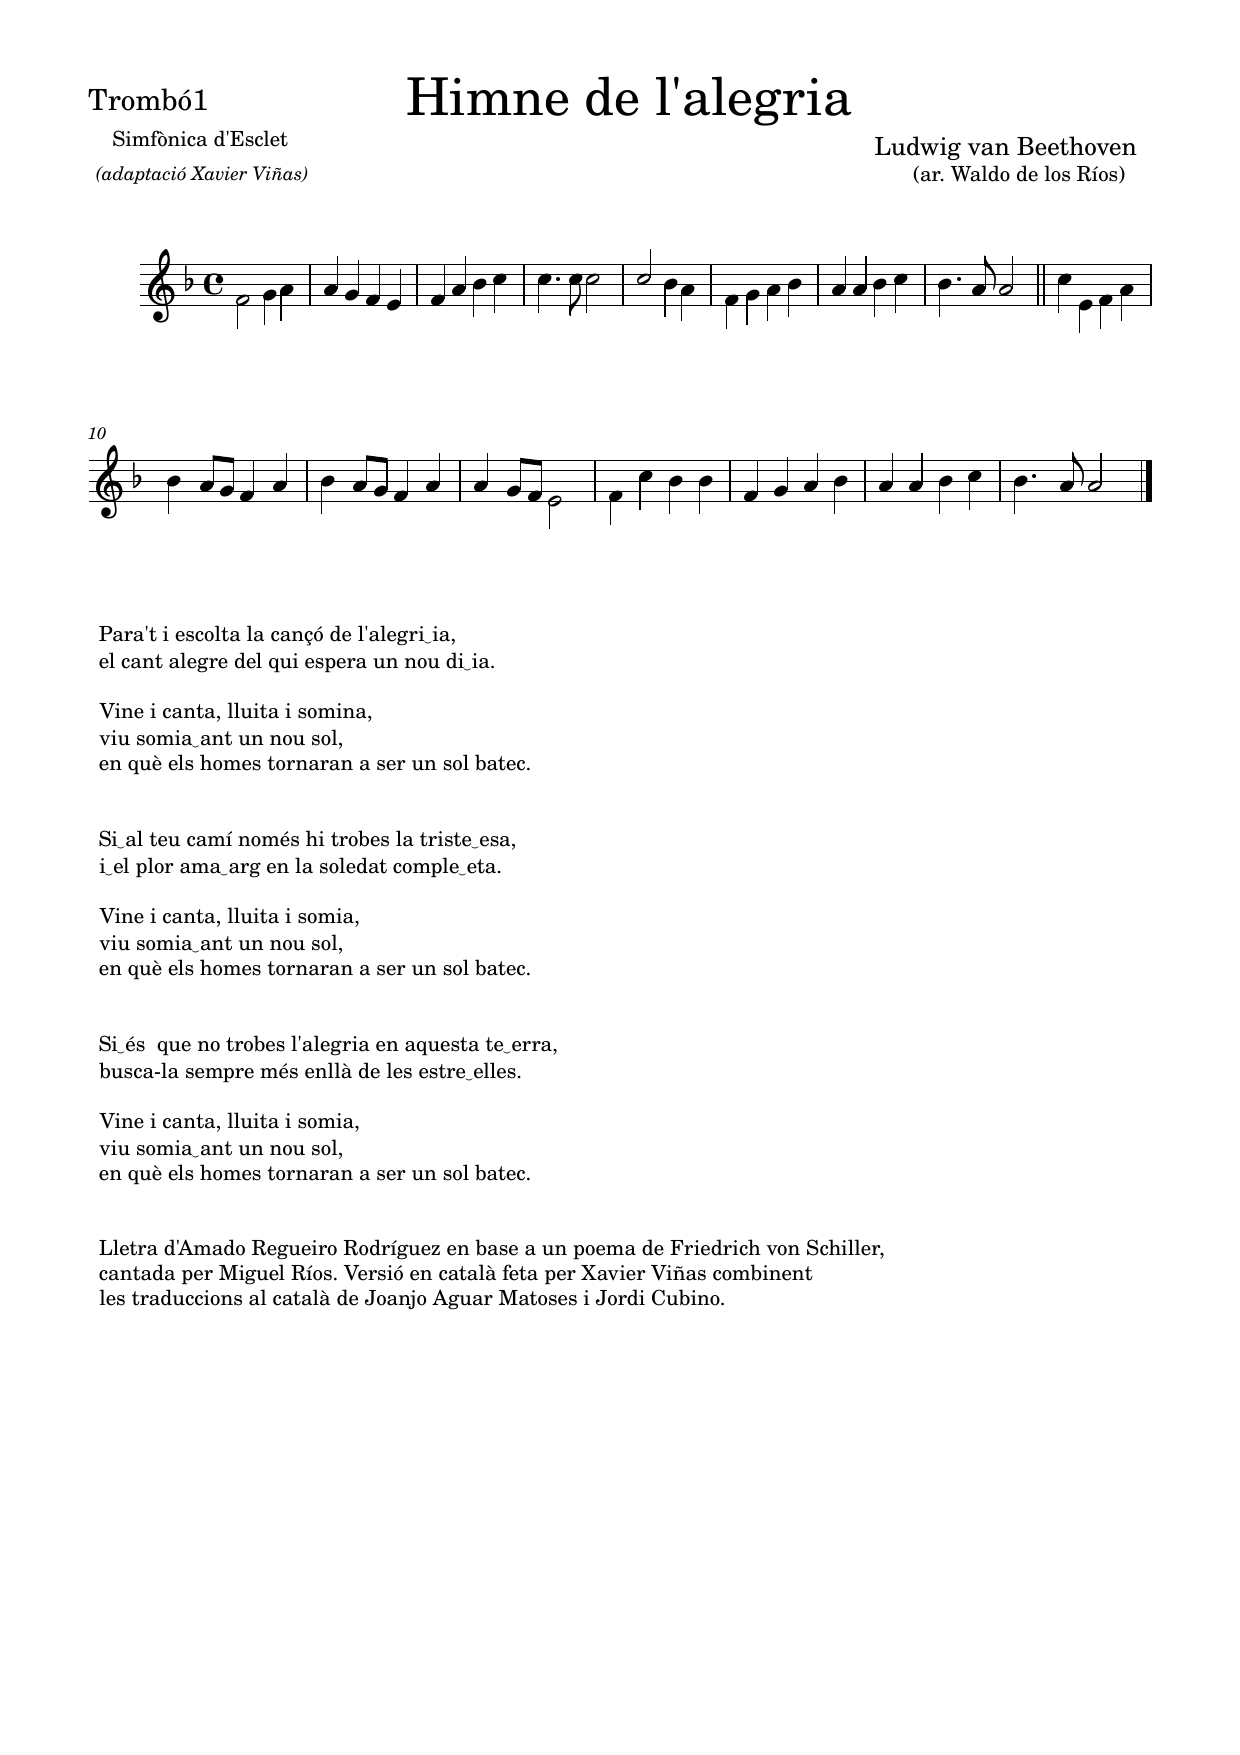 Trombó1
Himne de l'alegria
Simfònica d'Esclet
Ludwig van Beethoven
(adaptació Xavier Viñas)
(ar. Waldo de los Ríos)
10
Para't i escolta la cançó de l'alegri‿ia,
el cant alegre del qui espera un nou di‿ia.
Vine i canta, lluita i somina,
viu somia‿ant un nou sol,
en què els homes tornaran a ser un sol batec.
Si‿al teu camí només hi trobes la triste‿esa,
i‿el plor ama‿arg en la soledat comple‿eta.
Vine i canta, lluita i somia,
viu somia‿ant un nou sol,
en què els homes tornaran a ser un sol batec.
Si‿és  que no trobes l'alegria en aquesta te‿erra,
busca-la sempre més enllà de les estre‿elles.
Vine i canta, lluita i somia,
viu somia‿ant un nou sol,
en què els homes tornaran a ser un sol batec.
Lletra d'Amado Regueiro Rodríguez en base a un poema de Friedrich von Schiller,
cantada per Miguel Ríos. Versió en català feta per Xavier Viñas combinent
les traduccions al català de Joanjo Aguar Matoses i Jordi Cubino.